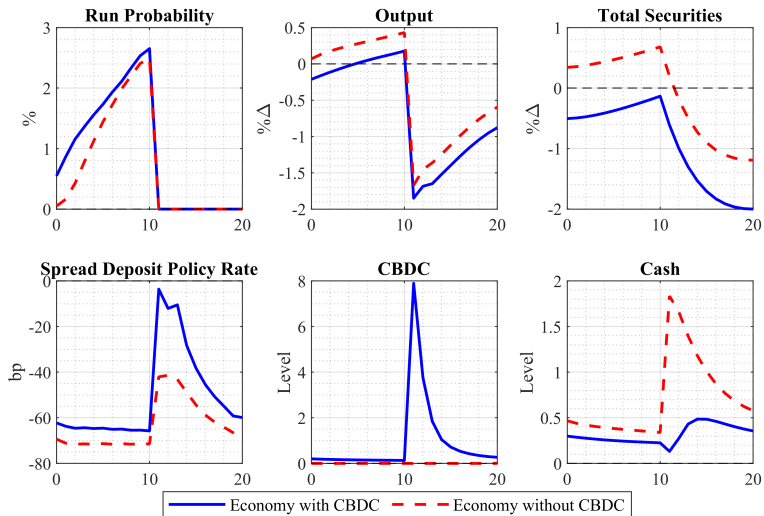 Run Probability
Output
Total Securities
3
2
1
0
%
0 10 20
0.5
0
-0.5
-1
-1.5
-2
%Δ
0 10 20
1
0
-1
-2
%Δ
0 10 20
Spread Deposit Policy Rate
CBDC
Cash
0
-20
-40
-60
-80
bp
0 10 20
8
6
4
2
0
Level
0 10 20
2
1.5
1
0.5
0
Level
0 10 20
Economy with CBDC Economy without CBDC